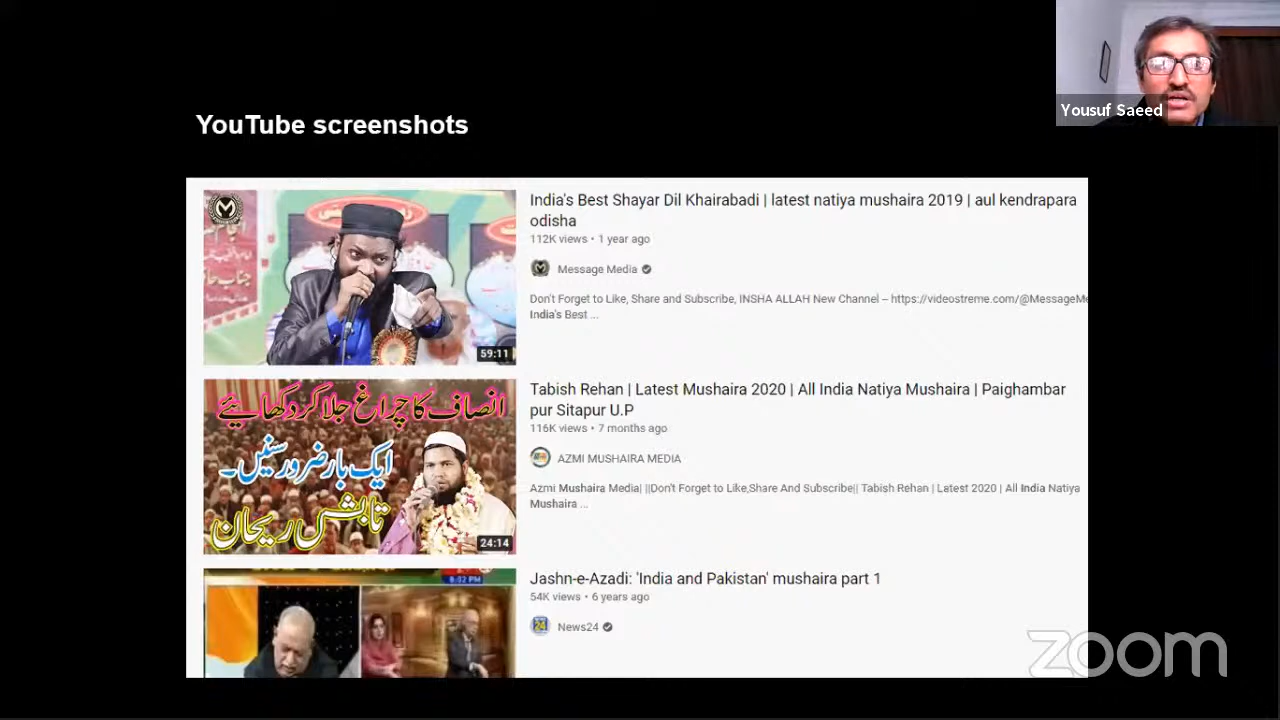 Yousuf Saeed
YouTube screenshots
India's Best Shayar Dil Khairabadi | latest natiya mushaira 2019 | aul kendrapara
odisha
112K views • 1 year ago
Message Media
Don't Forget to Like, Share and Subscribe, INSHA ALLAH New Channel -- https://videostreme.com/@MessageMe
India's Best ...
59:11
انصاف کا چراغ جلا کر دکھائیے
ایک بار ضرور سنیں۔
تابش ریحان
24:14
Tabish Rehan | Latest Mushaira 2020 | All India Natiya Mushaira | Paighambar
pur Sitapur U.P
116K views • 7 months ago
AZMI MUSHAIRA MEDIA
Azmi Mushaira Media| ||Don't Forget to Like,Share And Subscribe|| Tabish Rehan | Latest 2020 | All India Natiya
Mushaira ...
8:02 PM
Jashn-e-Azadi: 'India and Pakistan' mushaira part 1
54K views • 6 years ago
24
News24
zoom